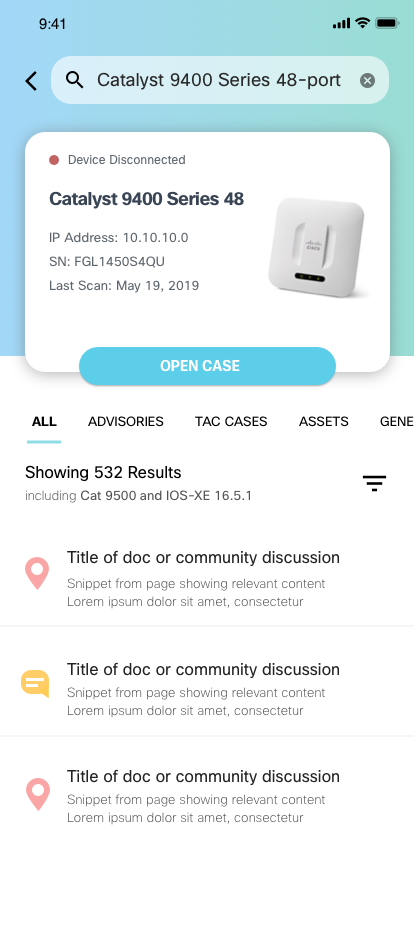 9:41
Catalyst 9400 Series 48-port
Device Disconnected
Catalyst 9400 Series 48
IP Address: 10.10.10.0
SN: FGL1450S4QU
Last Scan: May 19, 2019
CISCO
OPEN CASE
ALL ADVISORIES TAC CASES ASSETS GENE
Showing 532 Results
including Cat 9500 and IOS-XE 16.5.1
Title of doc or community discussion
Snippet from page showing relevant content
Lorem ipsum dolor sit amet, consectetur
Title of doc or community discussion
Snippet from page showing relevant content
Lorem ipsum dolor sit amet, consectetur
Title of doc or community discussion
Snippet from page showing relevant content
Lorem ipsum dolor sit amet, consectetur